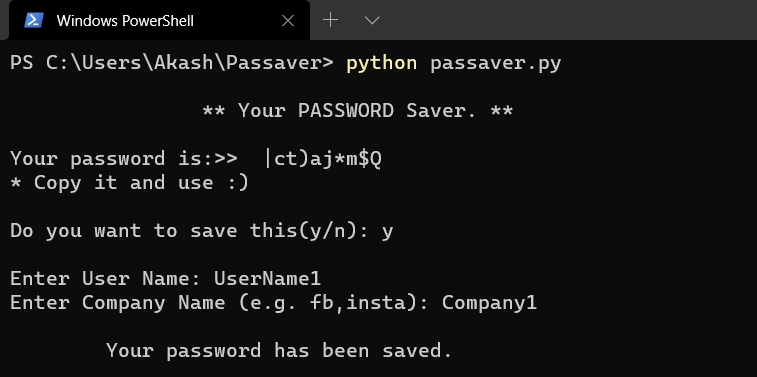 Windows PowerShell
PS C:\Users\Akash\Passaver> python passaver.py
** Your PASSWORD Saver. **
Your password is:>>  |ct)aj*m$Q
* Copy it and use :)
Do you want to save this(y/n): y
Enter User Name: UserName1
Enter Company Name (e.g. fb,insta): Company1
Your password has been saved.